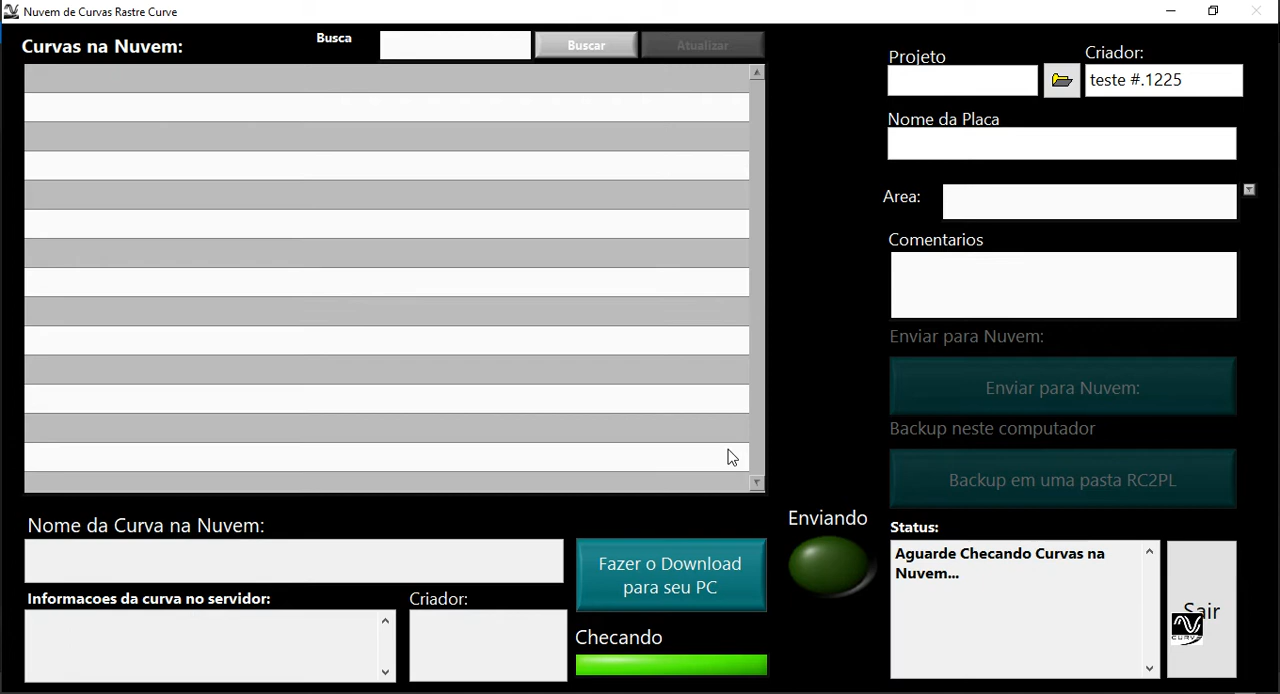 Nuvem de Curvas Rastre Curve
Curvas na Nuvem:
Busca
Buscar
Atualizar
Projeto
Criador:
teste #.1225
Nome da Placa
Area:
Comentarios
Enviar para Nuvem:
Enviar para Nuvem:
Backup neste computador
Backup em uma pasta RC2PL
Nome da Curva na Nuvem:
Fazer o Download
para seu PC
Enviando
Status:
Aguarde Checando Curvas na
Nuvem...
Informacoes da curva no servidor:
Criador:
Checando
Sair
CURVE